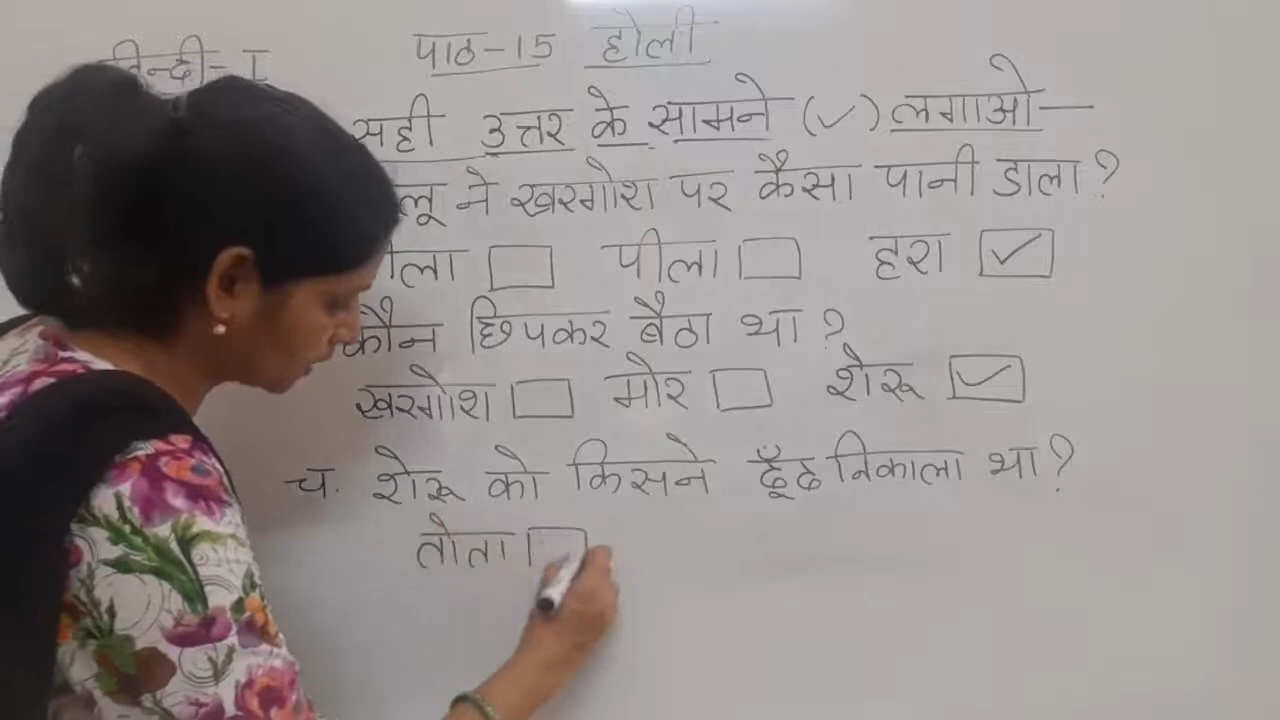 हिन्दी-I पाठ-15 होली
सही उत्तर के सामने (✓) लगाओ—
लू ने खरगोश पर कैसा पानी डाला?
ला पीला हरा ✓
कौन छिपकर बैठा था?
खरगोश मोर शेरू ✓
च. शेरू को किसने ढूँढ निकाला था?
तोता